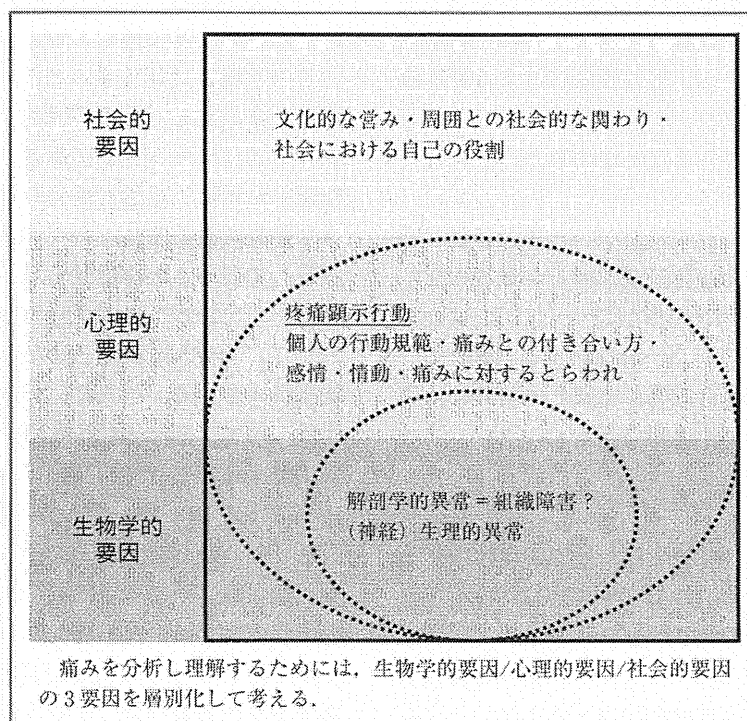 社会的
要因
文化的な営み・周囲との社会的な関わり・
社会における自己の役割
心理的
要因
疼痛顕示行動
個人の行動規範・痛みとの付き合い方・
感情・情動・痛みに対するとらわれ
生物学的
要因
解剖学的異常＝組織障害？
（神経）生理的異常
痛みを分析し理解するためには，生物学的要因/心理的要因/社会的要因
の3要因を層別化して考える．